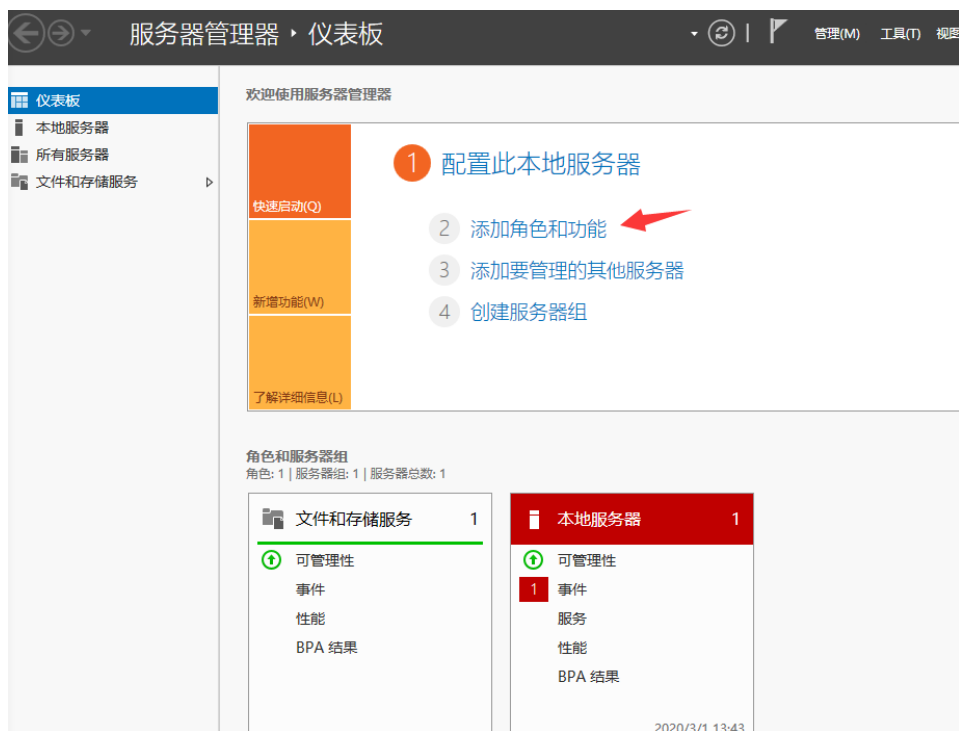 服务器管理器 ‣ 仪表板
管理(M) 工具(T) 视图
仪表板
本地服务器
所有服务器
文件和存储服务
欢迎使用服务器管理器
快速启动(Q)
新增功能(W)
了解详细信息(L)
1 配置此本地服务器
2 添加角色和功能
3 添加要管理的其他服务器
4 创建服务器组
角色和服务器组
角色: 1 | 服务器组: 1 | 服务器总数: 1
文件和存储服务 1
可管理性
事件
性能
BPA 结果
本地服务器 1
可管理性
1 事件
服务
性能
BPA 结果
2020/3/1 13:43